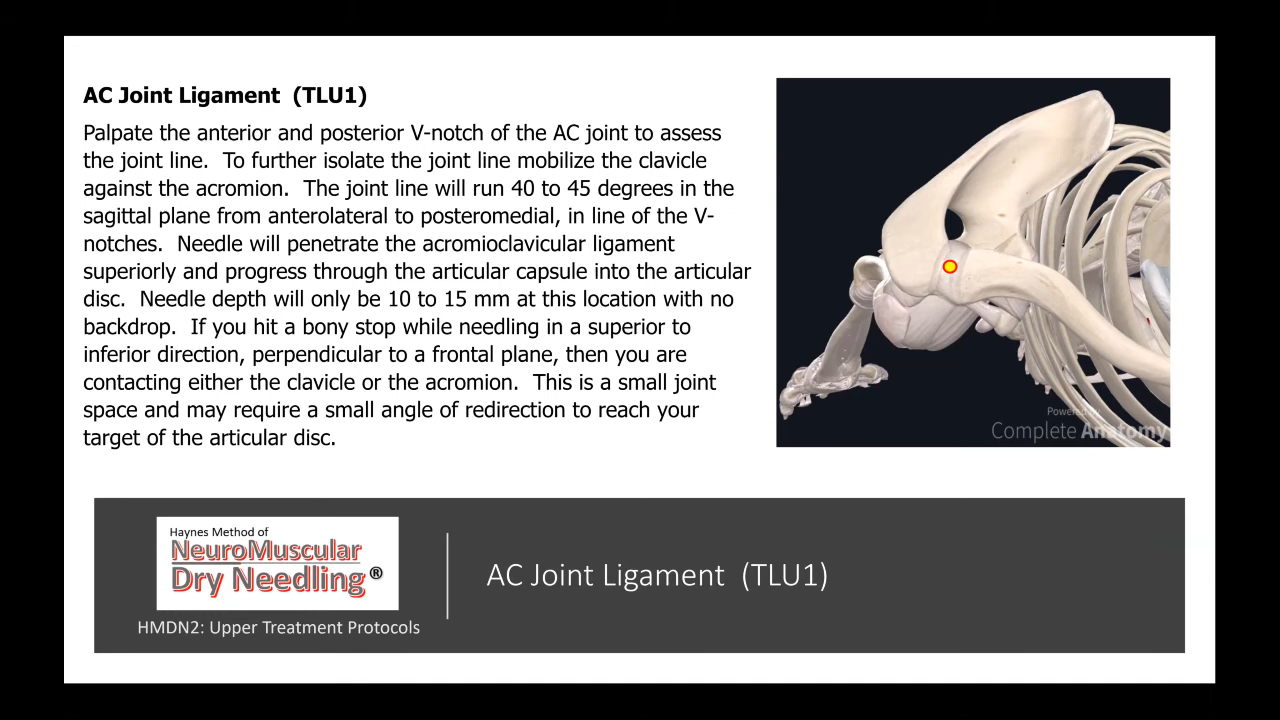 AC Joint Ligament  (TLU1)
Palpate the anterior and posterior V-notch of the AC joint to assess
the joint line.  To further isolate the joint line mobilize the clavicle
against the acromion.  The joint line will run 40 to 45 degrees in the
sagittal plane from anterolateral to posteromedial, in line of the V-
notches.  Needle will penetrate the acromioclavicular ligament
superiorly and progress through the articular capsule into the articular
disc.  Needle depth will only be 10 to 15 mm at this location with no
backdrop.  If you hit a bony stop while needling in a superior to
inferior direction, perpendicular to a frontal plane, then you are
contacting either the clavicle or the acromion.  This is a small joint
space and may require a small angle of redirection to reach your
target of the articular disc.
Powered by
Complete Anatomy
Haynes Method of
NeuroMuscular
Dry Needling®
HMDN2: Upper Treatment Protocols
AC Joint Ligament  (TLU1)